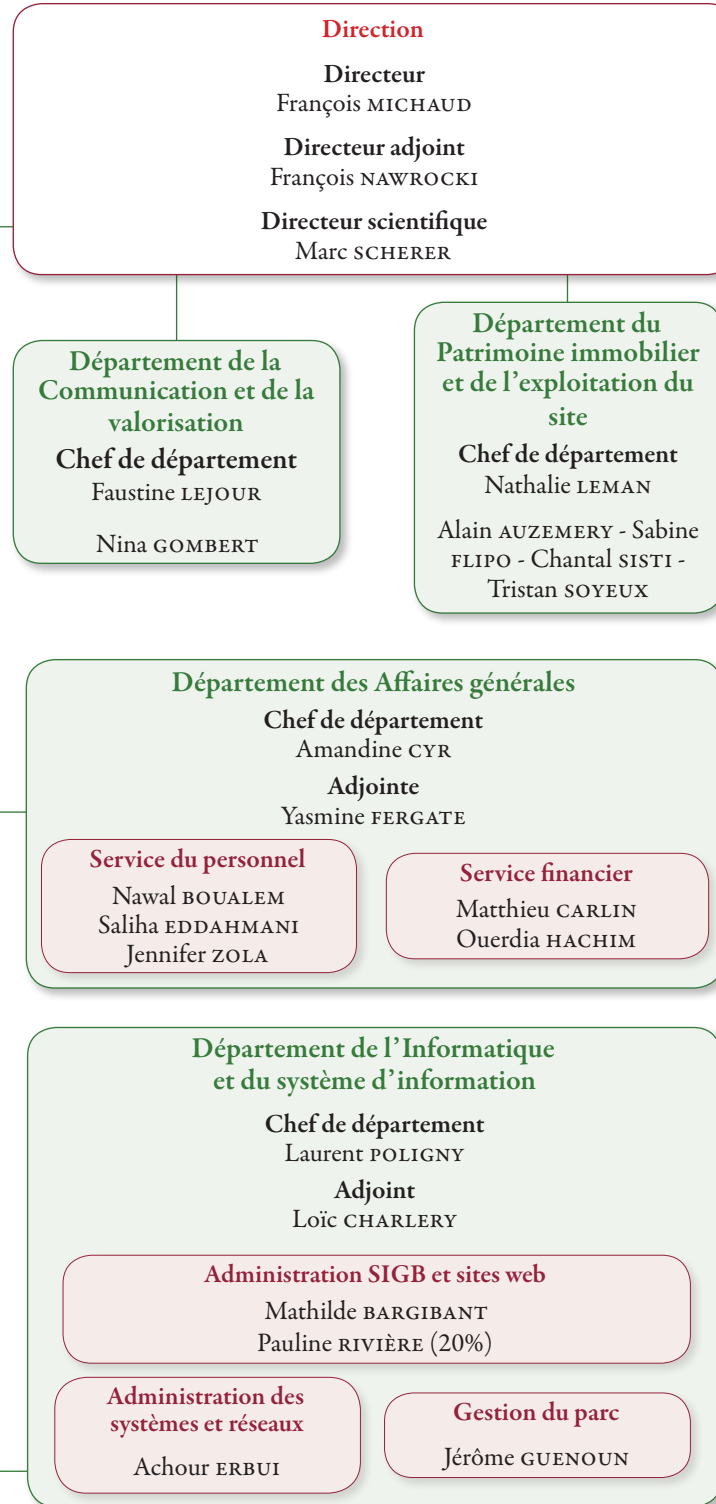 Direction
Directeur
François MICHAUD
Directeur adjoint
François NAWROCKI
Directeur scientifique
Marc SCHERER
Département de la
Communication et de la
valorisation
Chef de département
Faustine LEJOUR
Nina GOMBERT
Département du
Patrimoine immobilier
et de l'exploitation du
site
Chef de département
Nathalie LEMAN
Alain AUZEMERY - Sabine
FLIPO - Chantal SISTI -
Tristan SOYEUX
Département des Affaires générales
Chef de département
Amandine CYR
Adjointe
Yasmine FERGATE
Service du personnel
Nawal BOUALEM
Saliha EDDAHMANI
Jennifer ZOLA
Service financier
Matthieu CARLIN
Ouerdia HACHIM
Département de l'Informatique
et du système d'information
Chef de département
Laurent POLIGNY
Adjoint
Loïc CHARLERY
Administration SIGB et sites web
Mathilde BARGIBANT
Pauline RIVIÈRE (20%)
Administration des
systèmes et réseaux
Achour ERBUI
Gestion du parc
Jérôme GUENOUN